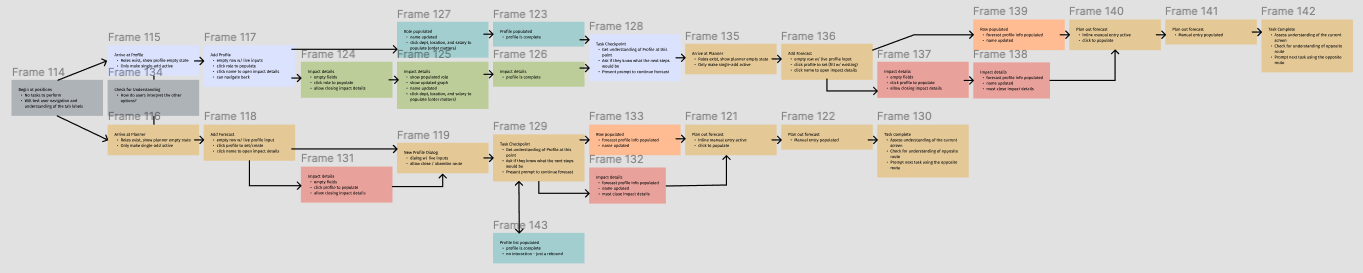 Frame 114
Begin at positions
• No tasks to perform
• Will test over navigation and
understanding of the tab labels
Frame 115
Arrive at Profile
• Roles exist, show profile empty state
• Only make single-add active
Frame 134
Check for Understanding
• How do users interpret the other
options?
Frame 116
Arrive at Planner
• Roles exist, show planner empty state
• Only make single-add active
Frame 117
Add Profile
• empty row w/ live inputs
• click role to populate
• click name to open impact details
• can navigate back
Frame 118
Add Forecast
• empty row w/ live profile input
• click profile to set/create
• click name to open impact details
Frame 124
Impact details
• empty fields
• click role to populate
• allow closing impact details
Frame 131
Impact details
• empty fields
• click profile to populate
• allow closing impact details
Frame 127
Role populated
• name updated
• click dept, location, and salary to
populate (enter matters)
Frame 125
Impact details
• show populated role
• show updated graph
• name updated
• click dept, location, and salary to
populate (enter matters)
Frame 119
New Profile Dialog
• dialog w/ live inputs
• allow close / abandon route
Frame 123
Profile populated
• profile is complete
Frame 126
Impact details
• profile is complete
Frame 129
Task Checkpoint
• Get understanding of Profile at this
point
• Ask if they know what the next steps
would be
• Present prompt to continue forecast
Frame 143
Profile list populated
• profile is complete
• no interaction - just a rebound
Frame 128
Task Checkpoint
• Get understanding of Profile at this
point
• Ask if they know what the next steps
would be
• Present prompt to continue forecast
Frame 133
Row populated
• forecast profile info populated
• name updated
Frame 132
Impact details
• forecast profile info populated
• name updated
• must close impact details
Frame 135
Arrive at Planner
• Roles exist, show planner empty state
• Only make single-add active
Frame 121
Plan out forecast
• Inline manual entry active
• click to populate
Frame 136
Add Forecast
• empty row w/ live profile input
• click profile to set (fill w/ existing)
• click name to open impact details
Frame 122
Plan out forecast
• Manual entry populated
Frame 137
Impact details
• empty fields
• click profile to populate
• allow closing impact details
Frame 130
Task Complete
• Assess understanding of the current
screen
• Check for understanding of opposite
route
• Prompt next task using the opposite
route
Frame 139
Row populated
• forecast profile info populated
• name updated
Frame 138
Impact details
• forecast profile info populated
• name updated
• must close impact details
Frame 140
Plan out forecast
• Inline manual entry active
• click to populate
Frame 141
Plan out forecast
• Manual entry populated
Frame 142
Task Complete
• Assess understanding of the current
screen
• Check for understanding of opposite
route
• Prompt next task using the opposite
route